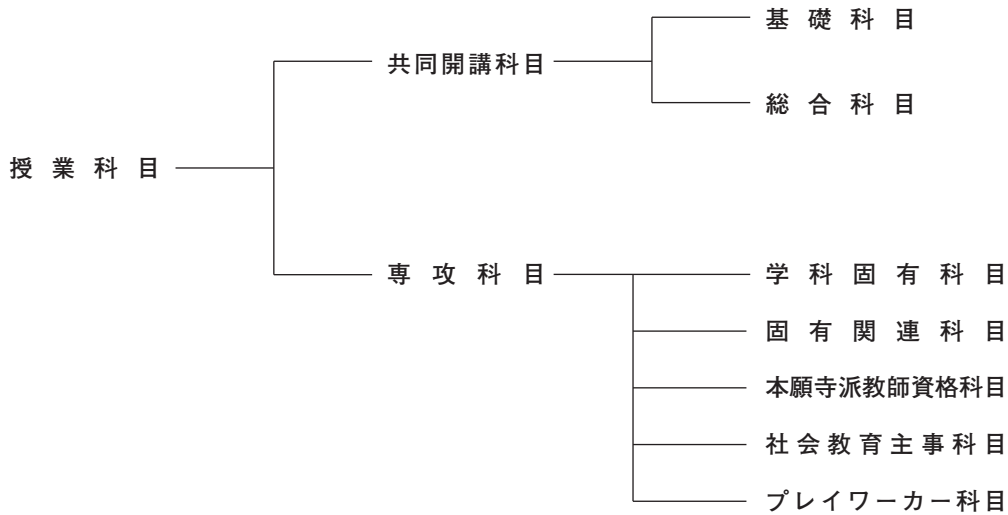 基礎科目
共同開講科目
総合科目
授業科目
専攻科目
学科固有科目
固有関連科目
本願寺派教師資格科目
社会教育主事科目
プレイワーカー科目